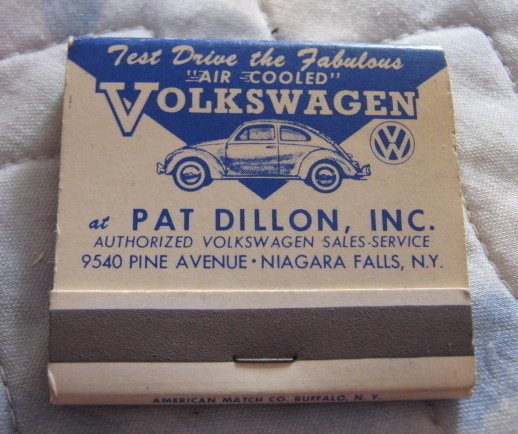 Test Drive the Fabulous
"AIR COOLED"
VOLKSWAGEN
VW
at PAT DILLON, INC.
AUTHORIZED VOLKSWAGEN SALES-SERVICE
9540 PINE AVENUE • NIAGARA FALLS, N.Y.
AMERICAN MATCH CO. BUFFALO, N. Y.